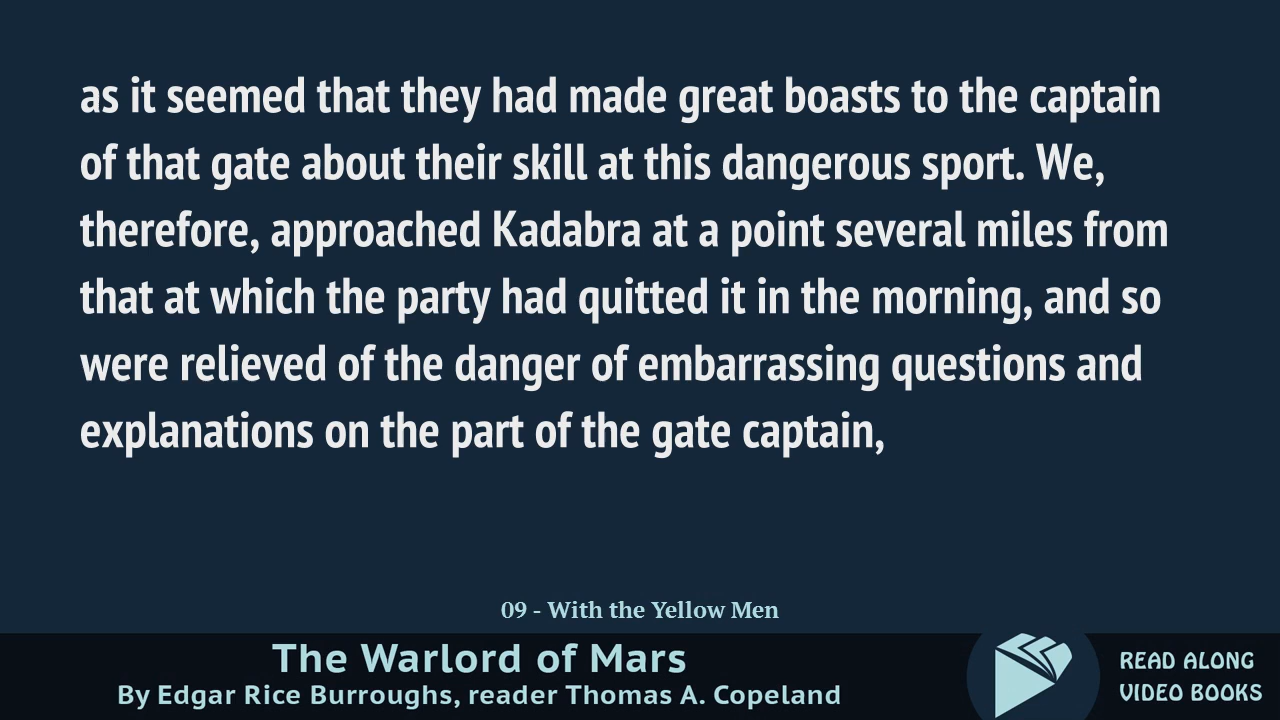 as it seemed that they had made great boasts to the captain
of that gate about their skill at this dangerous sport. We,
therefore, approached Kadabra at a point several miles from
that at which the party had quitted it in the morning, and so
were relieved of the danger of embarrassing questions and
explanations on the part of the gate captain,
09 - With the Yellow Men
The Warlord of Mars
By Edgar Rice Burroughs, reader Thomas A. Copeland
READ ALONG
VIDEO BOOKS